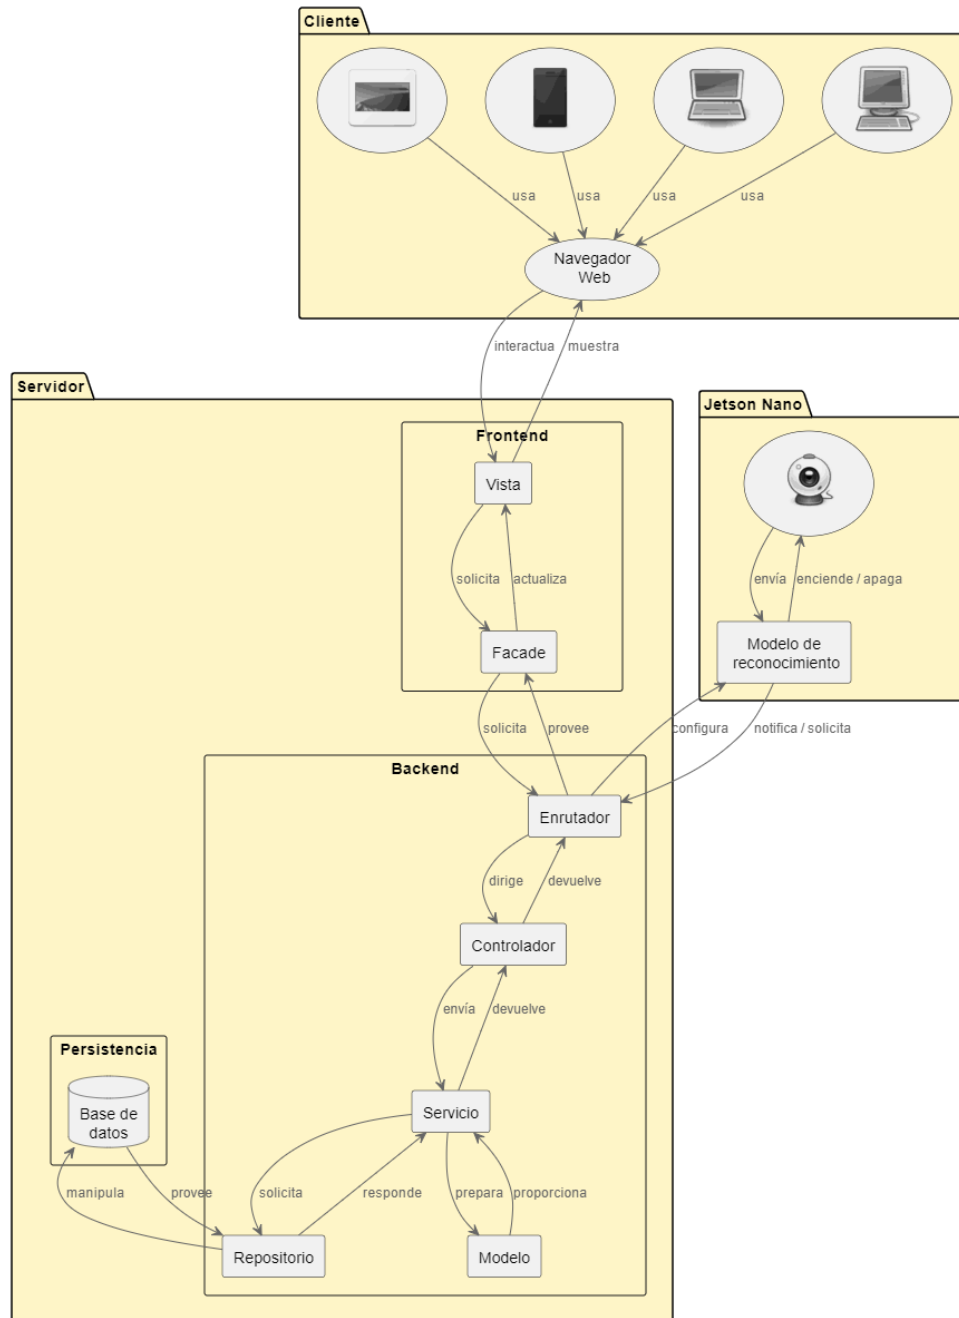 Cliente
usa
usa
usa
usa
Navegador
Web
interactua
muestra
Servidor
Jetson Nano
Frontend
Vista
solicita
actualiza
envía
enciende / apaga
Facade
Modelo de
reconocimiento
solicita
provee
configura
notifica / solicita
Backend
Enrutador
dirige
devuelve
Controlador
envía
devuelve
Persistencia
Base de
datos
Servicio
manipula
provee
solicita
responde
prepara
proporciona
Repositorio
Modelo